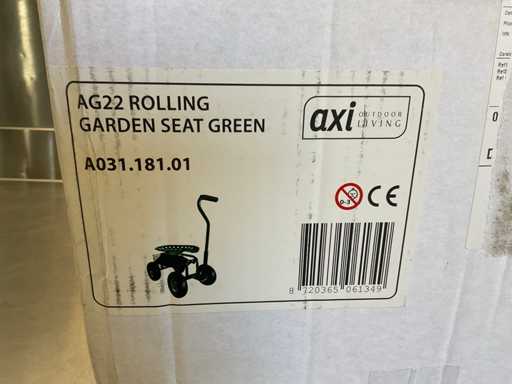 AG22 ROLLING
GARDEN SEAT GREEN
axi OUTDOOR
LIVING
A031.181.01
0-3
CE
8 720365 061349